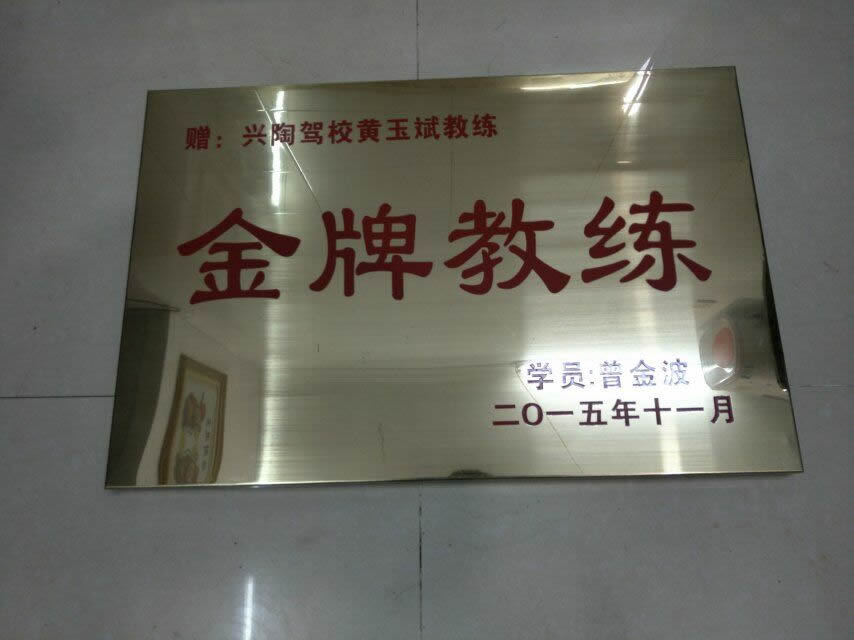 赠：兴陶驾校黄玉斌教练
金牌教练
学员:普金波
二O一五年十一月